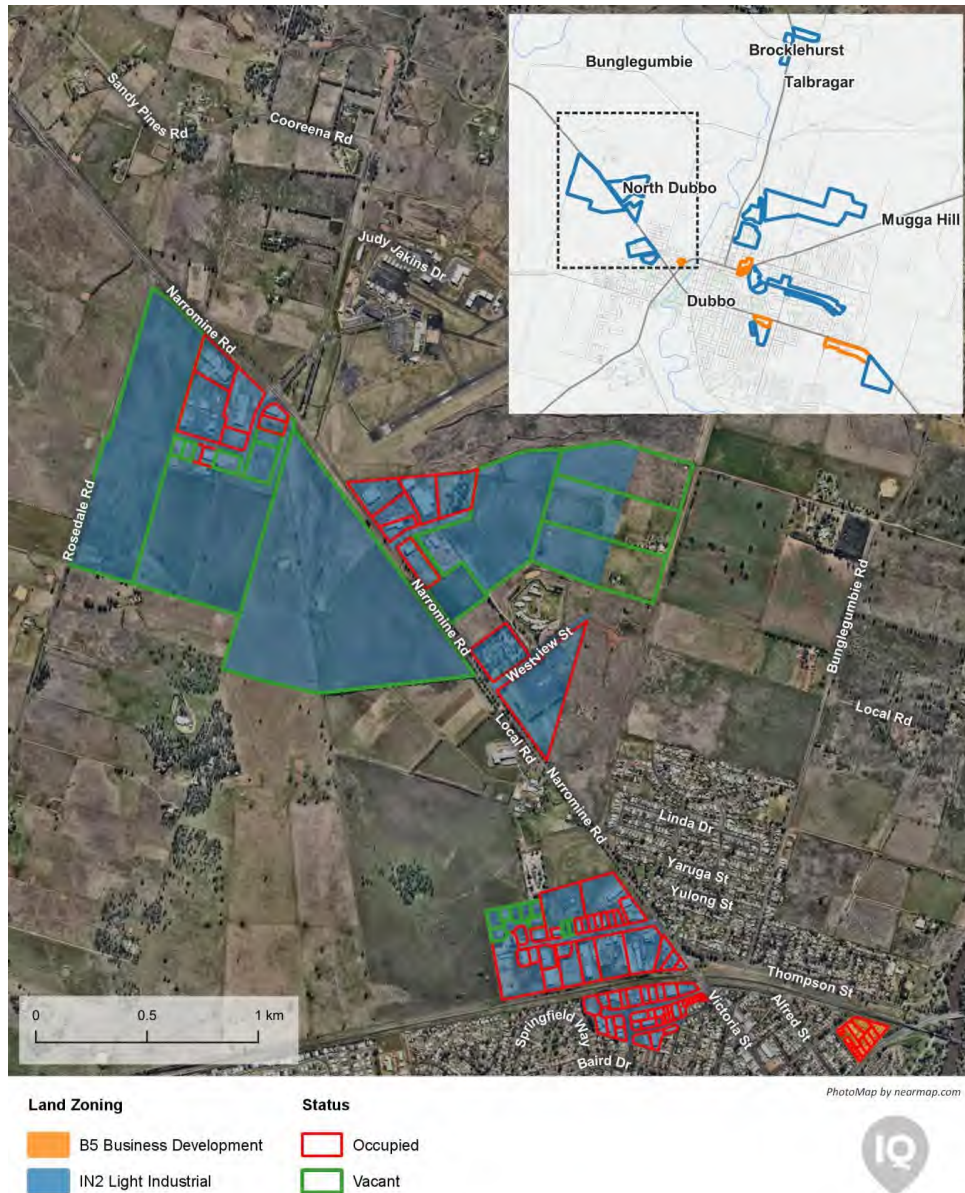 Sandy Pines Rd
Cooreena Rd
Judy Jakins Dr
Narromine Rd
Rosedale Rd
Narromine Rd
Westview St
Bunglegumbie Rd
Local Rd
Local Rd
Narromine Rd
Linda Dr
Yaruga St
Yulong St
Thompson St
Alfred St
Victoria St
Springfield Way
Baird Dr
Bunglegumbie
Brocklehurst
Talbragar
North Dubbo
Mugga Hill
Dubbo
0 0.5 1 km
PhotoMap by nearmap.com
Land Zoning
B5 Business Development
IN2 Light Industrial
Status
Occupied
Vacant
IQ